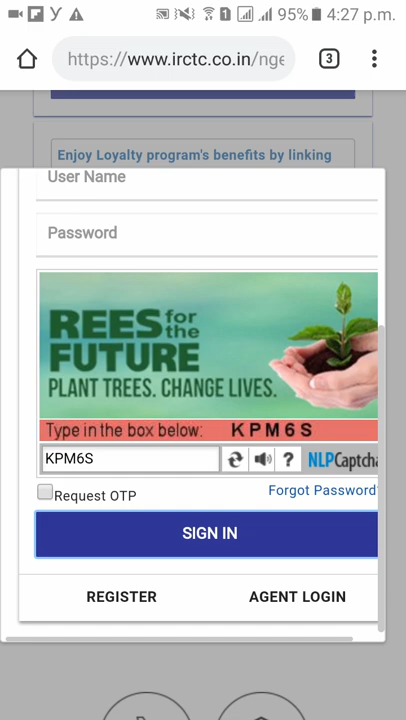 95% 4:27 p.m.
https://www.irctc.co.in/nge
3
Enjoy Loyalty program's benefits by linking
User Name
Password
REES for the
FUTURE
PLANT TREES. CHANGE LIVES.
Type in the box below: KPM6S
KPM6S
? NLPCaptcha
Request OTP
Forgot Password
SIGN IN
REGISTER
AGENT LOGIN